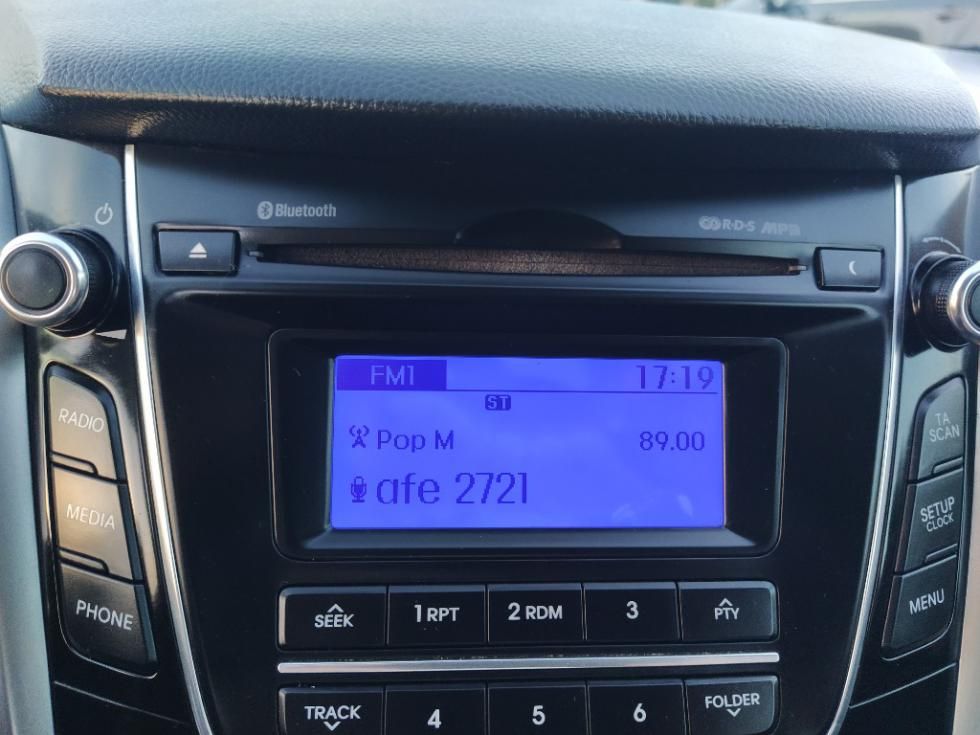 Bluetooth
R·D·S MP3
FM1 17:19
ST
Pop M 89.00
afe 2721
RADIO
MEDIA
PHONE
TA
SCAN
SETUP
CLOCK
MENU
SEEK 1 RPT 2 RDM 3 PTY
TRACK 4 5 6 FOLDER